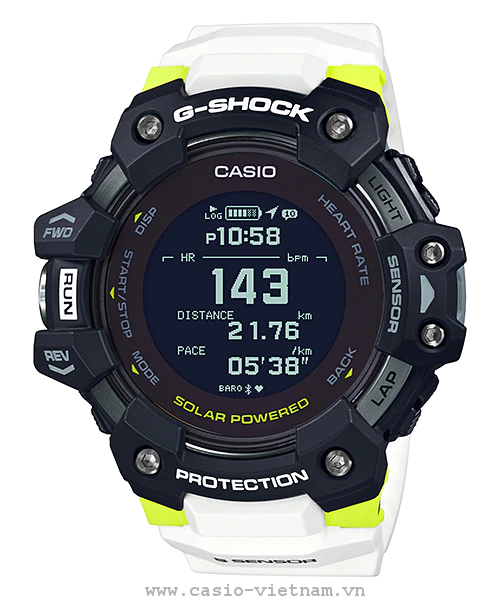 G-SHOCK
CASIO
LOG 10
P10:58
HR bpm
143
DISTANCE km
21.76
PACE /km
05'38"
BARO
DISP
START/STOP
MODE
HEART RATE
BACK
SOLAR POWERED
FWD
RUN
REV
LIGHT
SENSOR
LAP
PROTECTION
SENSOR
www.casio-vietnam.vn